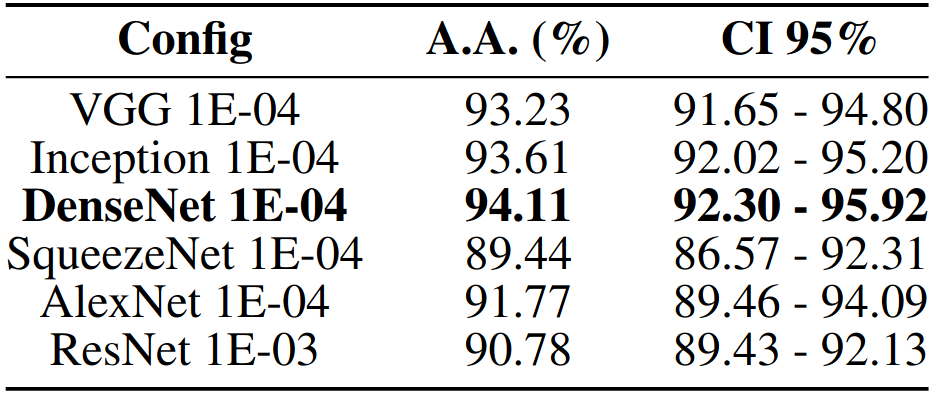 Config A.A. (%) CI 95%
VGG 1E-04 93.23 91.65 - 94.80
Inception 1E-04 93.61 92.02 - 95.20
DenseNet 1E-04 94.11 92.30 - 95.92
SqueezeNet 1E-04 89.44 86.57 - 92.31
AlexNet 1E-04 91.77 89.46 - 94.09
ResNet 1E-03 90.78 89.43 - 92.13